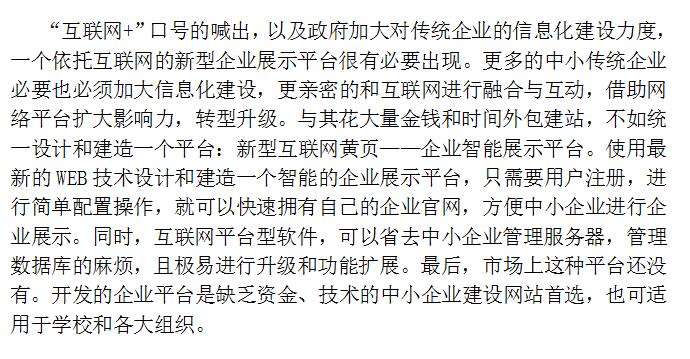 “互联网+”口号的喊出，以及政府加大对传统企业的信息化建设力度，
一个依托互联网的新型企业展示平台很有必要出现。更多的中小传统企业
必要也必须加大信息化建设，更亲密的和互联网进行融合与互动，借助网
络平台扩大影响力，转型升级。与其花大量金钱和时间外包建站，不如统
一设计和建造一个平台：新型互联网黄页——企业智能展示平台。使用最
新的 WEB 技术设计和建造一个智能的企业展示平台，只需要用户注册，进
行简单配置操作，就可以快速拥有自己的企业官网，方便中小企业进行企
业展示。同时，互联网平台型软件，可以省去中小企业管理服务器，管理
数据库的麻烦，且极易进行升级和功能扩展。最后，市场上这种平台还没
有。开发的企业平台是缺乏资金、技术的中小企业建设网站首选，也可适
用于学校和各大组织。